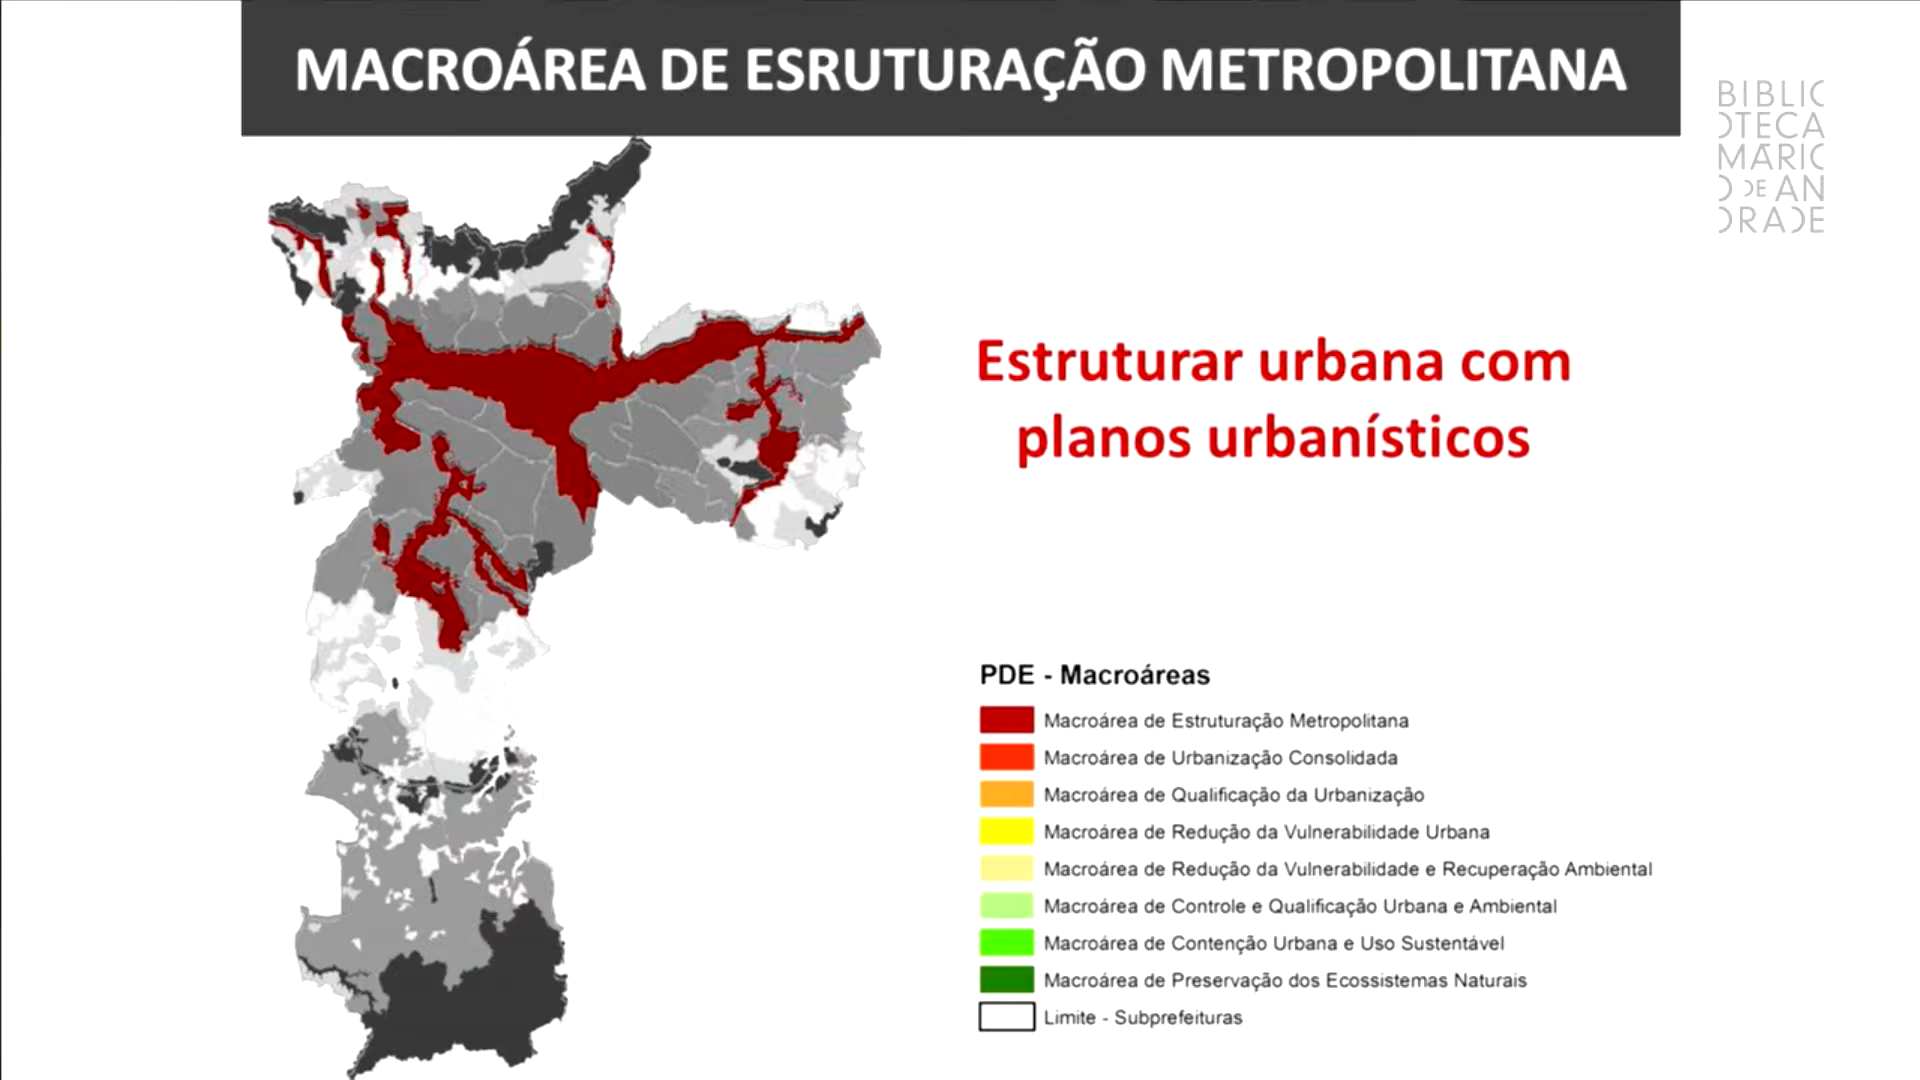 MACROÁREA DE ESRUTURAÇÃO METROPOLITANA
BIBLIC
OTECA
MÁRIC
O DE AN
DRADE
Estruturar urbana com
planos urbanísticos
PDE - Macroáreas
Macroárea de Estruturação Metropolitana
Macroárea de Urbanização Consolidada
Macroárea de Qualificação da Urbanização
Macroárea de Redução da Vulnerabilidade Urbana
Macroárea de Redução da Vulnerabilidade e Recuperação Ambiental
Macroárea de Controle e Qualificação Urbana e Ambiental
Macroárea de Contenção Urbana e Uso Sustentável
Macroárea de Preservação dos Ecossistemas Naturais
Limite - Subprefeituras